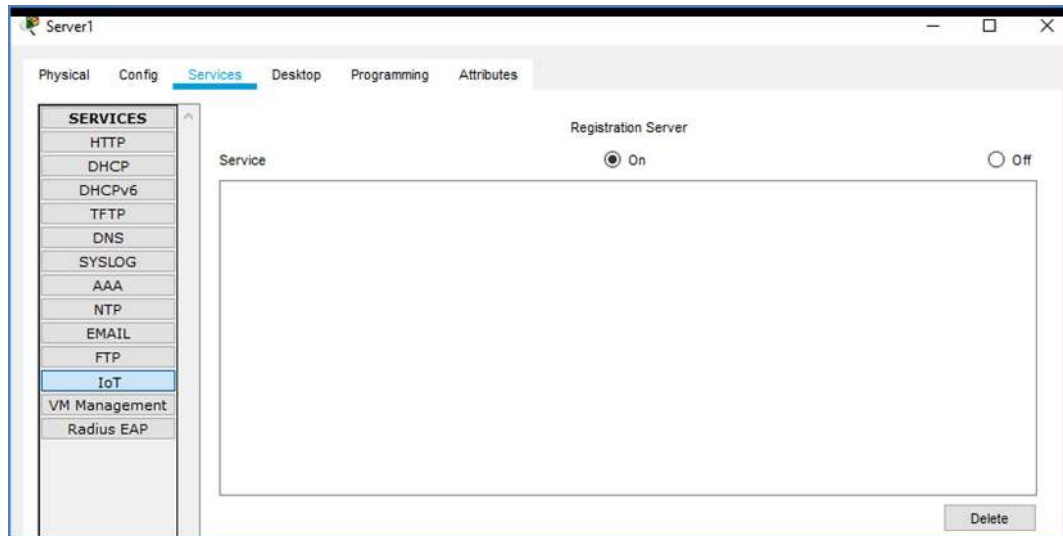 Server1
Physical Config Services Desktop Programming Attributes
SERVICES
HTTP
DHCP
DHCPv6
TFTP
DNS
SYSLOG
AAA
NTP
EMAIL
FTP
IoT
VM Management
Radius EAP
Registration Server
Service On Off
Delete